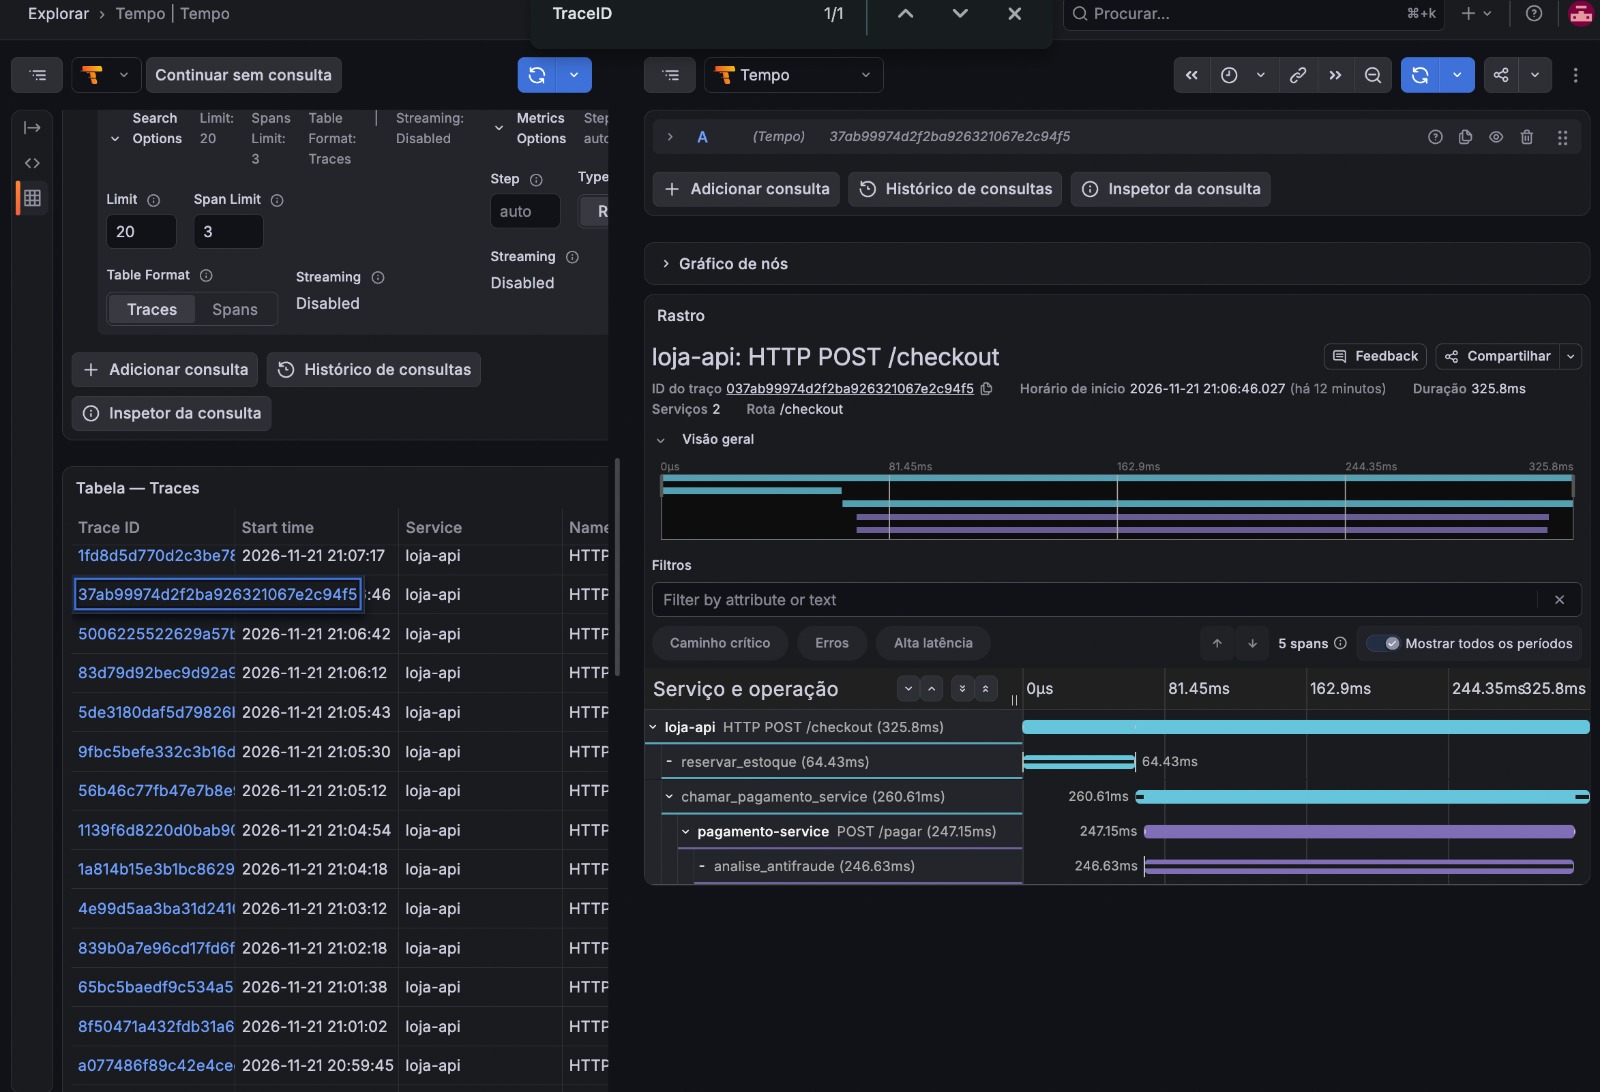 Explorar › Tempo | Tempo
TraceID 1/1
Procurar... ⌘+k
Continuar sem consulta
Search Options
Limit: 20
Spans Limit: 3
Table Format: Traces
Streaming: Disabled
Metrics Options
Step
auto
Limit
20
Span Limit
3
Step
auto
Type
R
Table Format
Traces Spans
Streaming
Disabled
Streaming
Disabled
+ Adicionar consulta
Histórico de consultas
Inspetor da consulta
Tabela — Traces
Trace ID Start time Service Name
1fd8d5d770d2c3be78 2026-11-21 21:07:17 loja-api HTTP
37ab99974d2f2ba926321067e2c94f5 :46 loja-api HTTP
5006225522629a57b 2026-11-21 21:06:42 loja-api HTTP
83d79d92bec9d92a9 2026-11-21 21:06:12 loja-api HTTP
5de3180daf5d79826 2026-11-21 21:05:43 loja-api HTTP
9fbc5befe332c3b16d 2026-11-21 21:05:30 loja-api HTTP
56b46c77fb47e7b8e 2026-11-21 21:05:12 loja-api HTTP
1139f6d8220d0bab90 2026-11-21 21:04:54 loja-api HTTP
1a814b15e3b1bc8629 2026-11-21 21:04:18 loja-api HTTP
4e99d5aa3ba31d241 2026-11-21 21:03:12 loja-api HTTP
839b0a7e96cd17fd6f 2026-11-21 21:02:18 loja-api HTTP
65bc5baedf9c534a5 2026-11-21 21:01:38 loja-api HTTP
8f50471a432fdb31a6 2026-11-21 21:01:02 loja-api HTTP
a077486f89c42e4ce 2026-11-21 20:59:45 loja-api HTTP
Tempo
A (Tempo) 37ab99974d2f2ba926321067e2c94f5
+ Adicionar consulta
Histórico de consultas
Inspetor da consulta
Gráfico de nós
Rastro
loja-api: HTTP POST /checkout
Feedback
Compartilhar
ID do traço 037ab99974d2f2ba926321067e2c94f5 Horário de início 2026-11-21 21:06:46.027 (há 12 minutos) Duração 325.8ms
Serviços 2 Rota /checkout
Visão geral
0μs 81.45ms 162.9ms 244.35ms 325.8ms
Filtros
Filter by attribute or text
Caminho crítico Erros Alta latência
5 spans
Mostrar todos os períodos
Serviço e operação 0μs 81.45ms 162.9ms 244.35ms 325.8ms
loja-api HTTP POST /checkout (325.8ms)
reservar_estoque (64.43ms) 64.43ms
chamar_pagamento_service (260.61ms) 260.61ms
pagamento-service POST /pagar (247.15ms) 247.15ms
analise_antifraude (246.63ms) 246.63ms